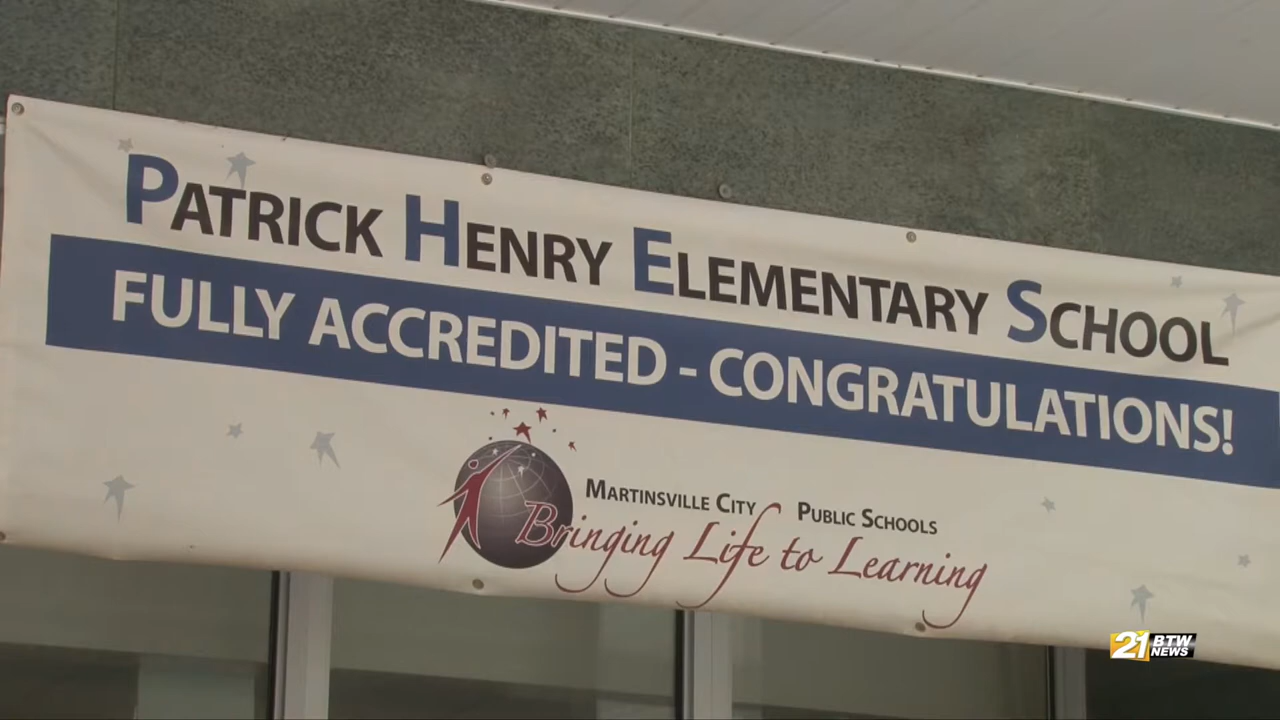 PATRICK HENRY ELEMENTARY SCHOOL
FULLY ACCREDITED - CONGRATULATIONS!
MARTINSVILLE CITY PUBLIC SCHOOLS
Bringing Life to Learning
21 BTW NEWS